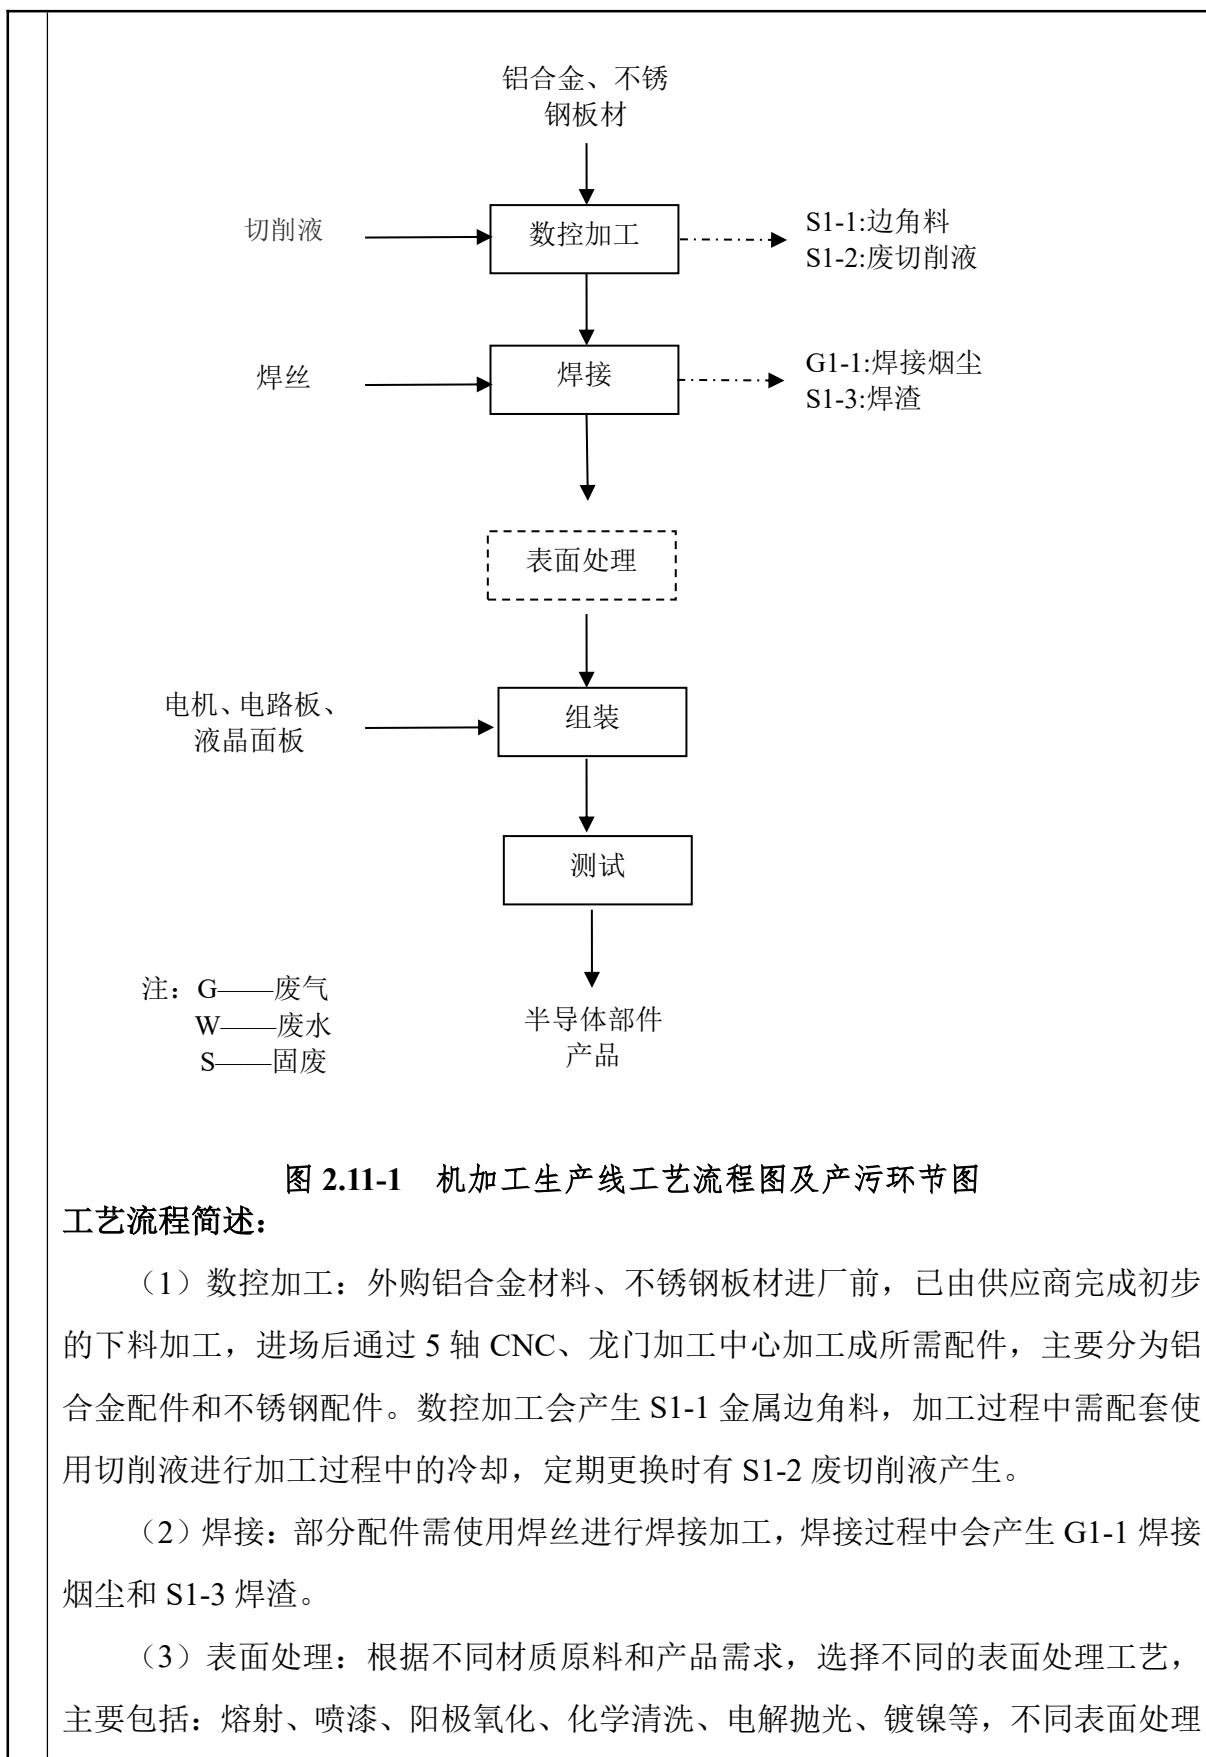 铝合金、不锈
钢板材
切削液
数控加工
S1-1:边角料
S1-2:废切削液
焊丝
焊接
G1-1:焊接烟尘
S1-3:焊渣
表面处理
电机、电路板、
液晶面板
组装
测试
注：G——废气
W——废水
S——固废
半导体部件
产品
图 2.11-1 机加工生产线工艺流程图及产污环节图
工艺流程简述：
（1）数控加工：外购铝合金材料、不锈钢板材进厂前，已由供应商完成初步
的下料加工，进场后通过 5 轴 CNC、龙门加工中心加工成所需配件，主要分为铝
合金配件和不锈钢配件。数控加工会产生 S1-1 金属边角料，加工过程中需配套使
用切削液进行加工过程中的冷却，定期更换时有 S1-2 废切削液产生。
（2）焊接：部分配件需使用焊丝进行焊接加工，焊接过程中会产生 G1-1 焊接
烟尘和 S1-3 焊渣。
（3）表面处理：根据不同材质原料和产品需求，选择不同的表面处理工艺，
主要包括：熔射、喷漆、阳极氧化、化学清洗、电解抛光、镀镍等，不同表面处理